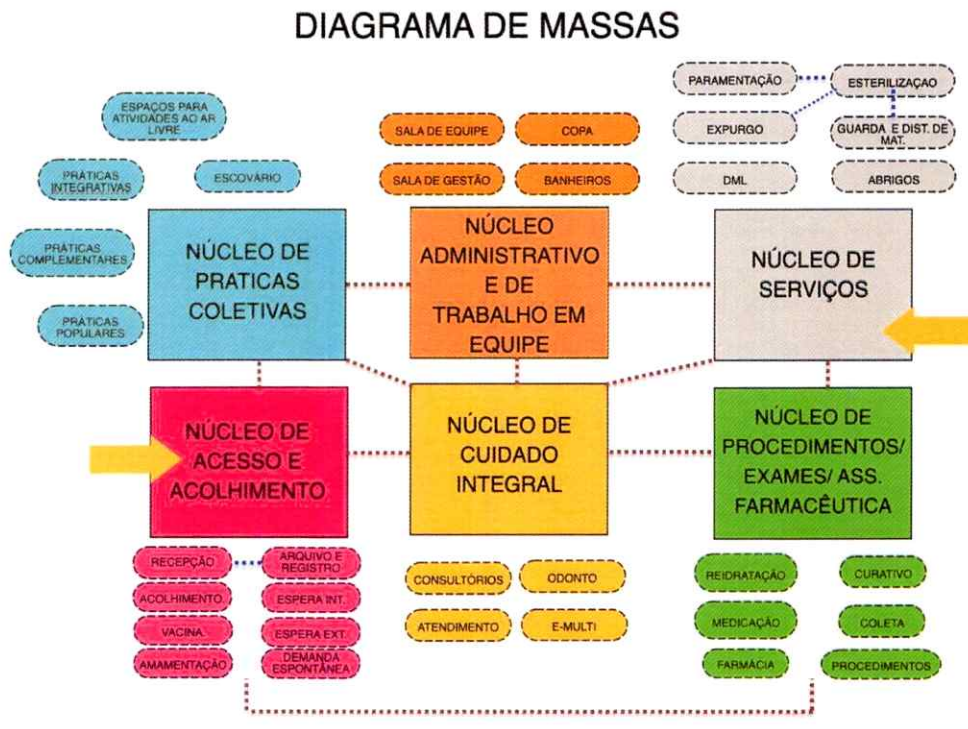 DIAGRAMA DE MASSAS
ESPAÇOS PARA
ATIVIDADES AO AR
LIVRE
PRÁTICAS
INTEGRATIVAS
ESCOVÁRIO
PRÁTICAS
COMPLEMENTARES
PRÁTICAS
POPULARES
NÚCLEO DE
PRATICAS
COLETIVAS
SALA DE EQUIPE
COPA
SALA DE GESTÃO
BANHEIROS
NÚCLEO
ADMINISTRATIVO
E DE
TRABALHO EM
EQUIPE
PARAMENTAÇÃO
ESTERILIZAÇAO
EXPURGO
GUARDA E DIST. DE
MAT.
DML
ABRIGOS
NÚCLEO DE
SERVIÇOS
NÚCLEO DE
ACESSO E
ACOLHIMENTO
RECEPÇÃO
ARQUIVO E
REGISTRO
ACOLHIMENTO
ESPERA INT.
VACINA.
ESPERA EXT.
AMAMENTAÇÃO
DEMANDA
ESPONTÂNEA
NÚCLEO DE
CUIDADO
INTEGRAL
CONSULTÓRIOS
ODONTO
ATENDIMENTO
E-MULTI
NÚCLEO DE
PROCEDIMENTOS/
EXAMES/ ASS.
FARMACÊUTICA
REIDRATAÇÃO
CURATIVO
MEDICAÇÃO
COLETA
FARMÁCIA
PROCEDIMENTOS